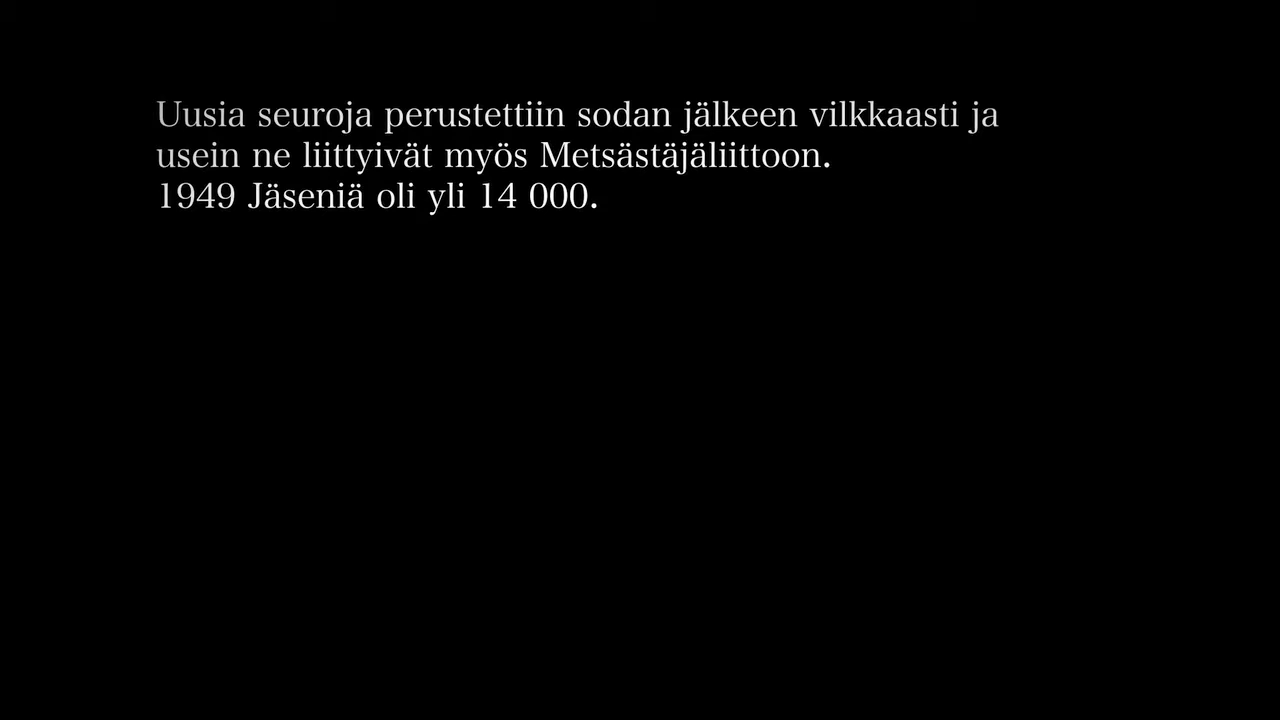 Uusia seuroja perustettiin sodan jälkeen vilkkaasti ja
usein ne liittyivät myös Metsästäjäliittoon.
1949 Jäseniä oli yli 14 000.